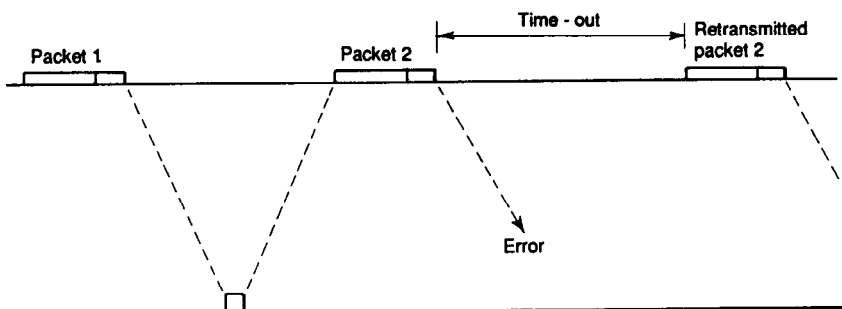 Packet 1
Packet 2
Time - out
Retransmitted
packet 2
Error